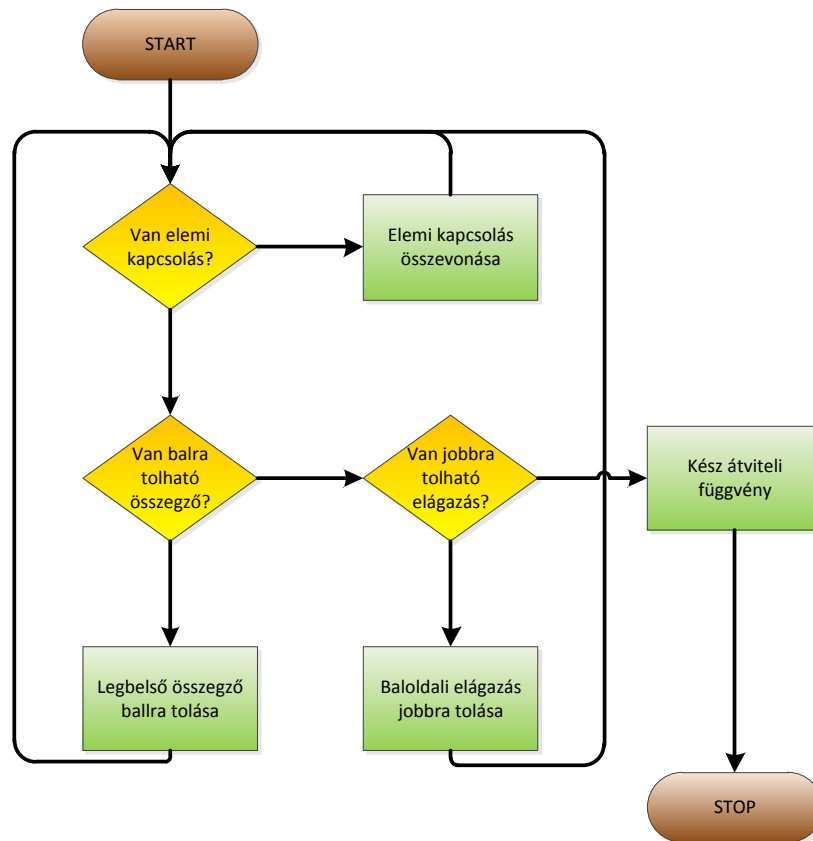 START
Van elemi
kapcsolás?
Elemi kapcsolás
összevonása
Van balra
tolható
összegző?
Van jobbra
tolható
elágazás?
Kész átviteli
függvény
Legbelső összegző
ballra tolása
Baloldali elágazás
jobbra tolása
STOP